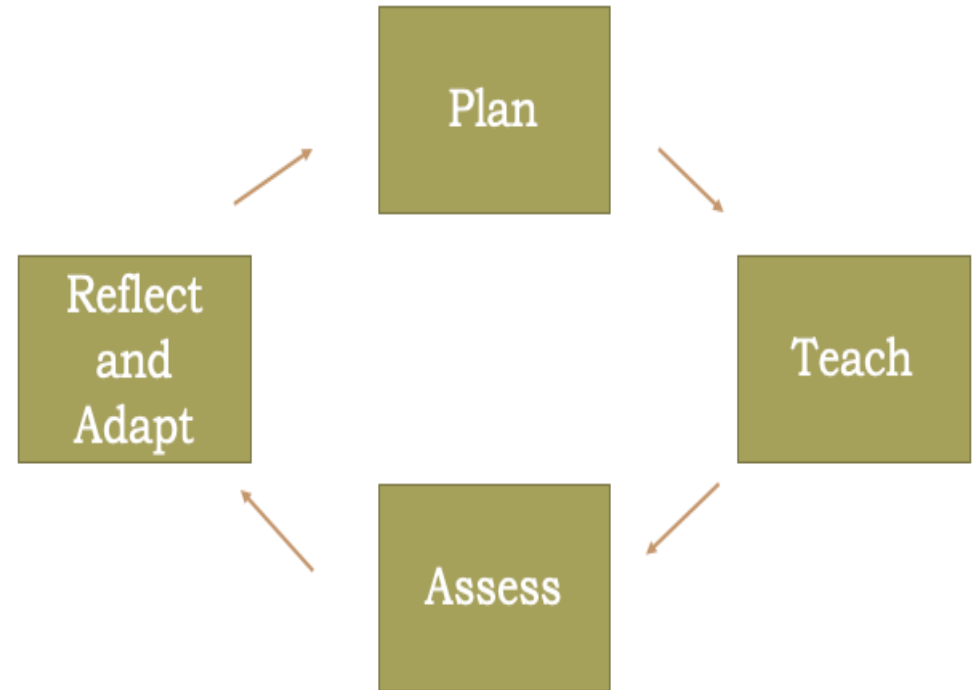 Plan
Teach
Assess
Reflect
and
Adapt